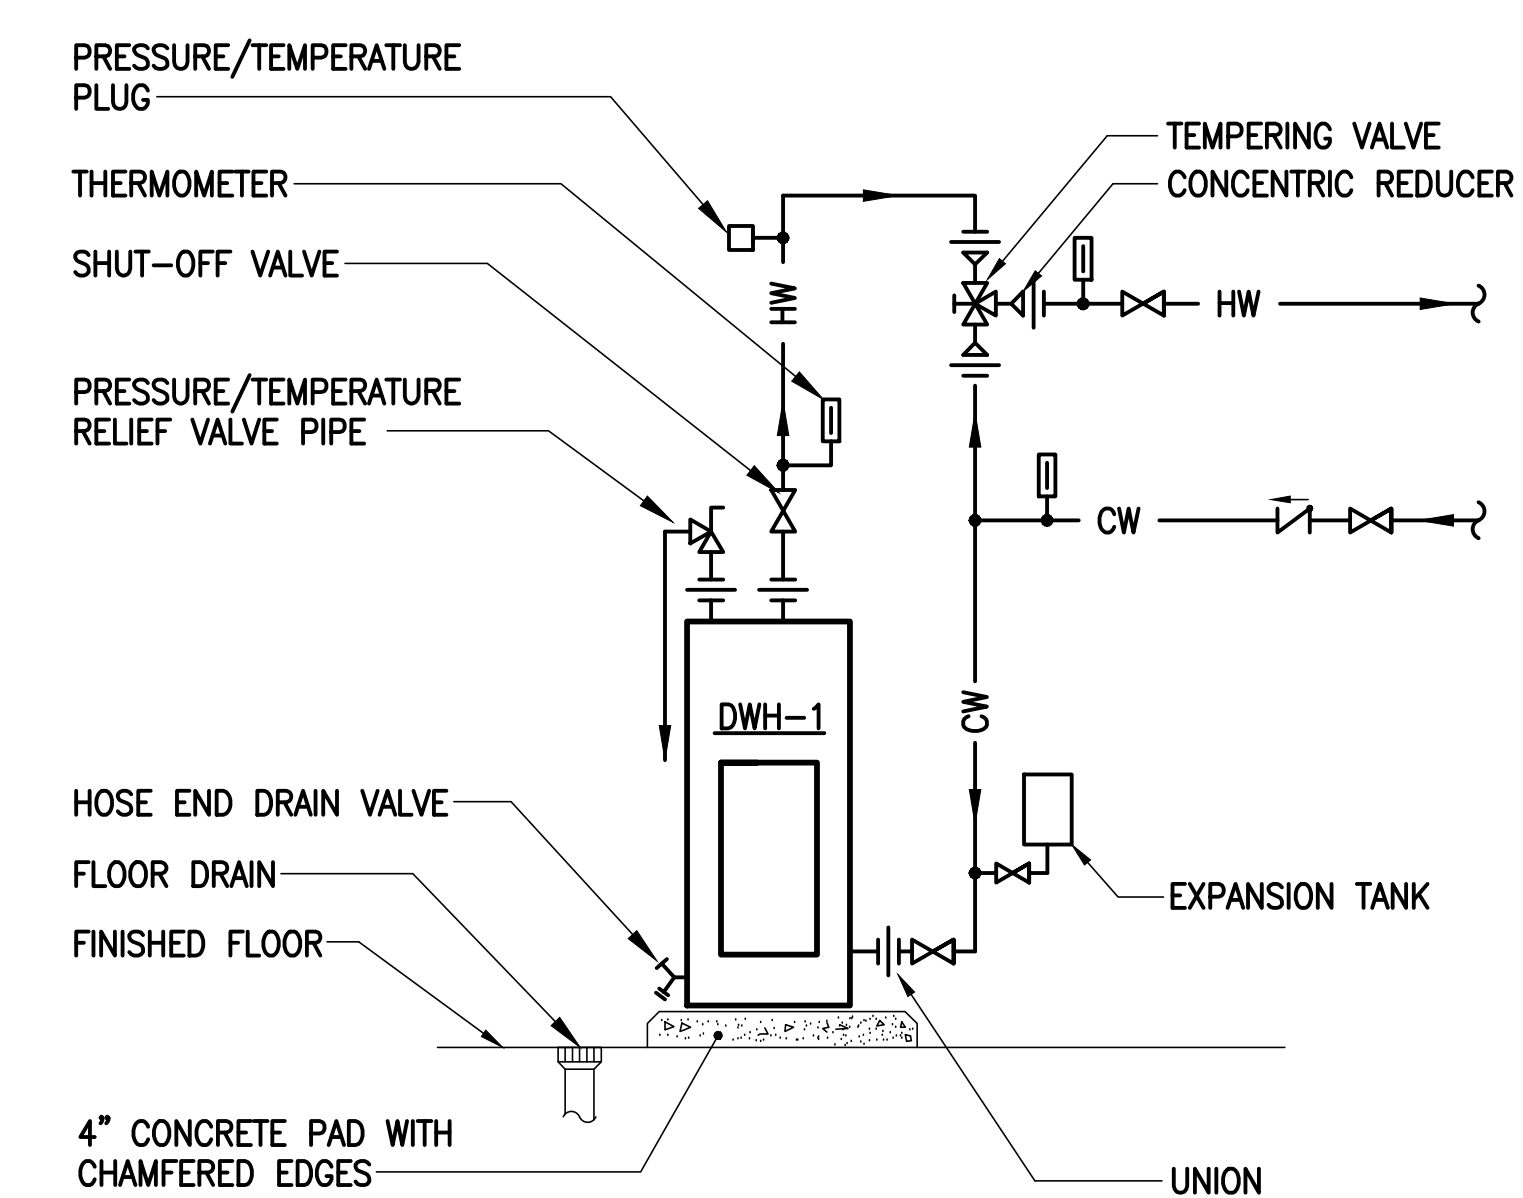 PRESSURE/TEMPERATURE
PLUG
TEMPERING VALVE
THERMOMETER
CONCENTRIC REDUCER
SHUT-OFF VALVE
HW
HW
PRESSURE/TEMPERATURE
RELIEF VALVE PIPE
CW
CW
DWH-1
HOSE END DRAIN VALVE
FLOOR DRAIN
EXPANSION TANK
FINISHED FLOOR
4" CONCRETE PAD WITH
CHAMFERED EDGES
UNION